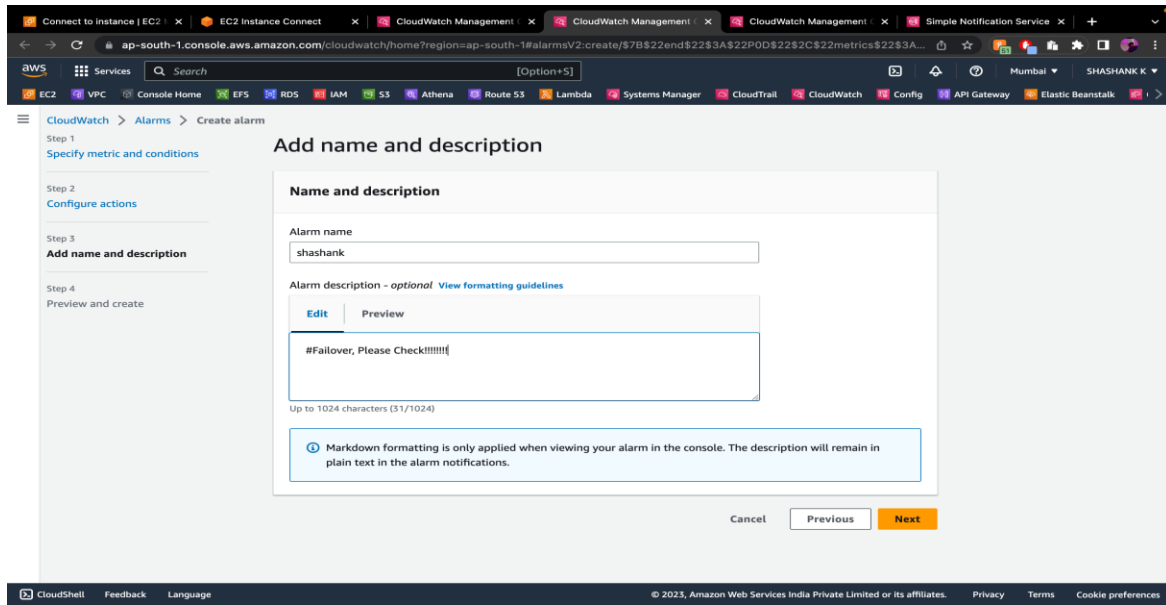 Connect to instance | EC2
EC2 Instance Connect
CloudWatch Management
CloudWatch Management
CloudWatch Management
Simple Notification Service
ap-south-1.console.aws.amazon.com/cloudwatch/home?region=ap-south-1#alarmsV2:create/$7B$22end$22$3A$22P0D$22$2C$22metrics$22$3A...
aws
Services
Search
[Option+S]
Mumbai
SHASHANK K
EC2 VPC Console Home EFS RDS IAM S3 Athena Route 53 Lambda Systems Manager CloudTrail CloudWatch Config API Gateway Elastic Beanstalk
CloudWatch > Alarms > Create alarm
Step 1
Specify metric and conditions
Step 2
Configure actions
Step 3
Add name and description
Step 4
Preview and create
Add name and description
Name and description
Alarm name
shashank
Alarm description - optional View formatting guidelines
Edit Preview
#Failover, Please Check!!!!!!!!
Up to 1024 characters (31/1024)
Markdown formatting is only applied when viewing your alarm in the console. The description will remain in
plain text in the alarm notifications.
Cancel Previous Next
CloudShell Feedback Language © 2023, Amazon Web Services India Private Limited or its affiliates. Privacy Terms Cookie preferences